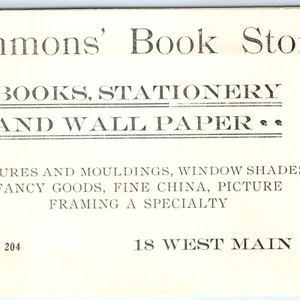 mmons' Book Stor
BOOKS, STATIONERY
AND WALL PAPER
URES AND MOULDINGS, WINDOW SHADES
FANCY GOODS, FINE CHINA, PICTURE
FRAMING A SPECIALTY
204 18 WEST MAIN